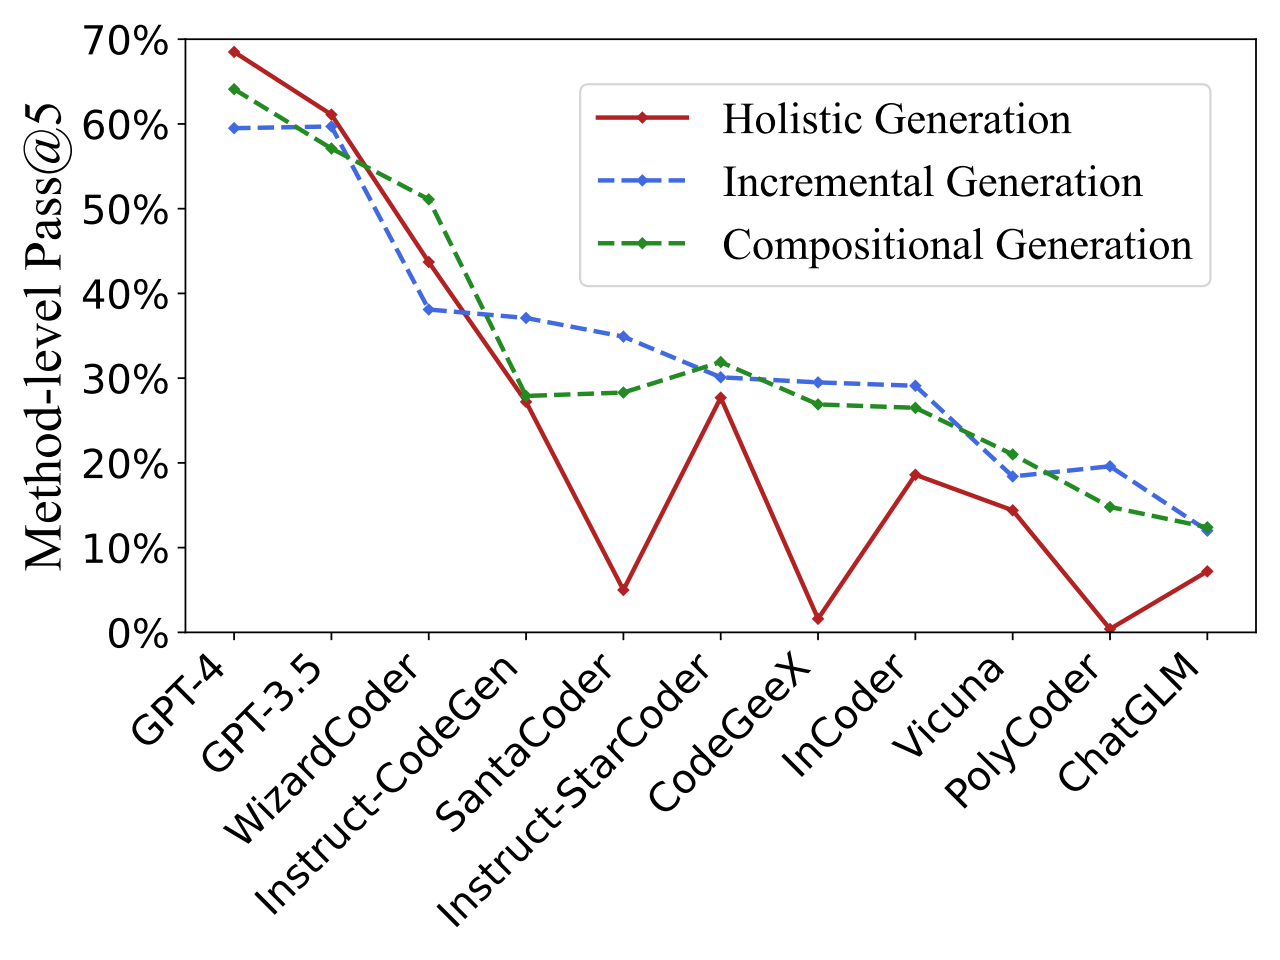 70%
60%
50%
40%
30%
20%
10%
0%
Method-level Pass@5
Holistic Generation
Incremental Generation
Compositional Generation
GPT-4
GPT-3.5
WizardCoder
Instruct-CodeGen
SantaCoder
Instruct-StarCoder
CodeGeeX
InCoder
Vicuna
PolyCoder
ChatGLM